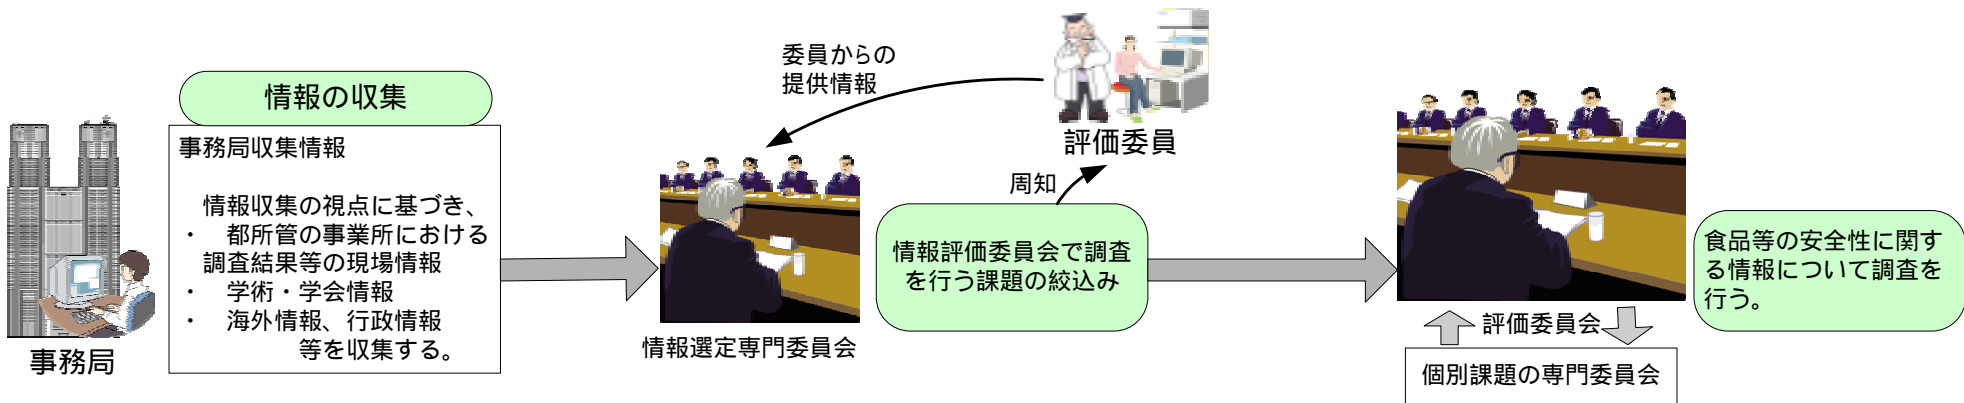 情報の収集
事務局収集情報
情報収集の視点に基づき、
・　都所管の事業所における
調査結果等の現場情報
・　学術・学会情報
・　海外情報、行政情報
等を収集する。
事務局
委員からの
提供情報
評価委員
周知
情報選定専門委員会
情報評価委員会で調査
を行う課題の絞込み
評価委員会
個別課題の専門委員会
食品等の安全性に関す
る情報について調査を
行う。